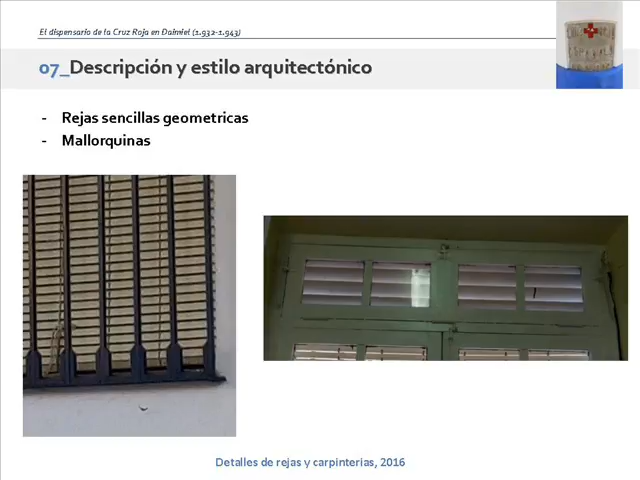 El dispensario de la Cruz Roja en Daimiel (1.932-1.943)
07_Descripción y estilo arquitectónico
- Rejas sencillas geometricas
- Mallorquinas
Detalles de rejas y carpinterias, 2016